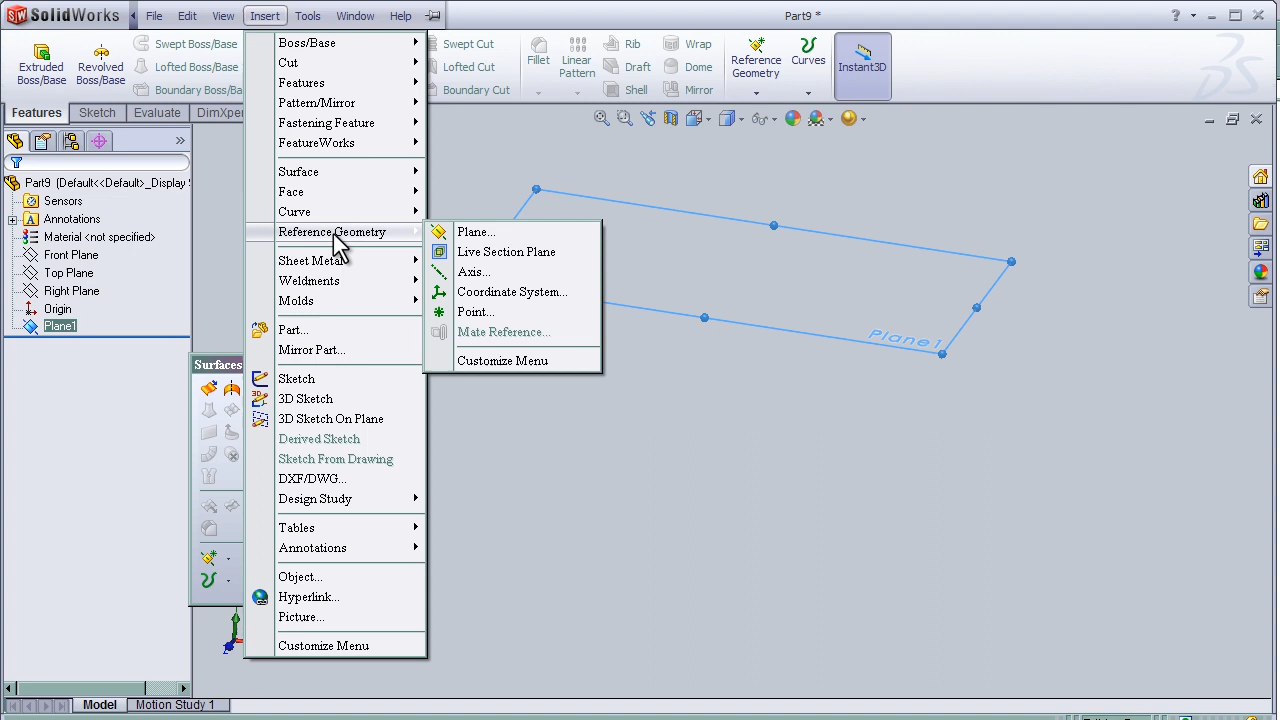 SolidWorks File Edit View Insert Tools Window Help Part9 *
Extruded Boss/Base
Revolved Boss/Base
Swept Boss/Base
Lofted Boss/Base
Boundary Boss/Ba
Swept Cut
Lofted Cut
Boundary Cut
Fillet
Linear Pattern
Rib
Draft
Shell
Wrap
Dome
Mirror
Reference Geometry
Curves
Instant3D
Features Sketch Evaluate DimXper
Part9 (Default<<Default>_Display
Sensors
Annotations
Material <not specified>
Front Plane
Top Plane
Right Plane
Origin
Plane1
Surfaces
Boss/Base
Cut
Features
Pattern/Mirror
Fastening Feature
FeatureWorks
Surface
Face
Curve
Reference Geometry
Sheet Metal
Weldments
Molds
Part...
Mirror Part...
Sketch
3D Sketch
3D Sketch On Plane
Derived Sketch
Sketch From Drawing
DXF/DWG...
Design Study
Tables
Annotations
Object...
Hyperlink...
Picture...
Customize Menu
Plane...
Live Section Plane
Axis...
Coordinate System...
Point...
Mate Reference...
Customize Menu
Plane1
Model Motion Study 1